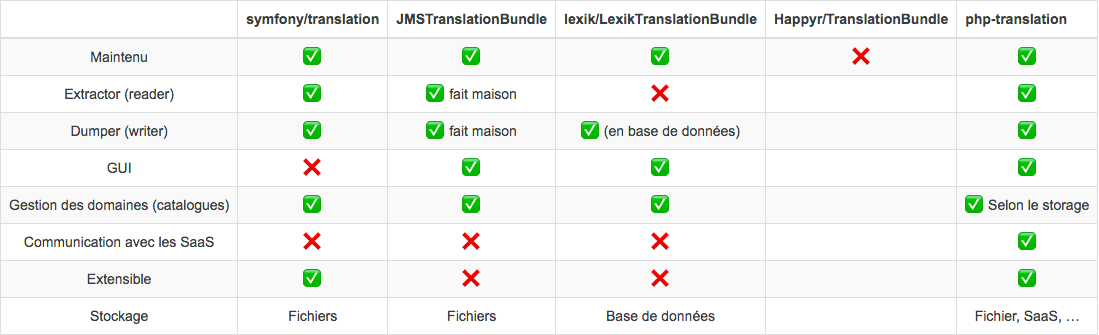 symfony/translation JMSTranslationBundle lexik/LexikTranslationBundle Happyr/TranslationBundle php-translation
Maintenu ✅ ✅ ✅ ❌ ✅
Extractor (reader) ✅ ✅ fait maison ❌ ✅
Dumper (writer) ✅ ✅ fait maison ✅ (en base de données) ✅
GUI ❌ ✅ ✅ ✅
Gestion des domaines (catalogues) ✅ ✅ ✅ ✅ Selon le storage
Communication avec les SaaS ❌ ❌ ❌ ✅
Extensible ✅ ❌ ❌ ✅
Stockage Fichiers Fichiers Base de données Fichier, SaaS, …